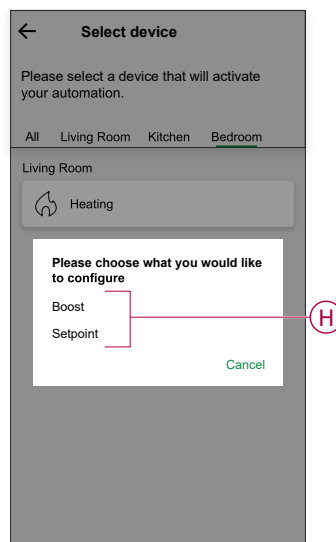 Select device
Please select a device that will activate
your automation.
All Living Room Kitchen Bedroom
Living Room
Heating
Please choose what you would like
to configure
Boost
Setpoint
H
Cancel